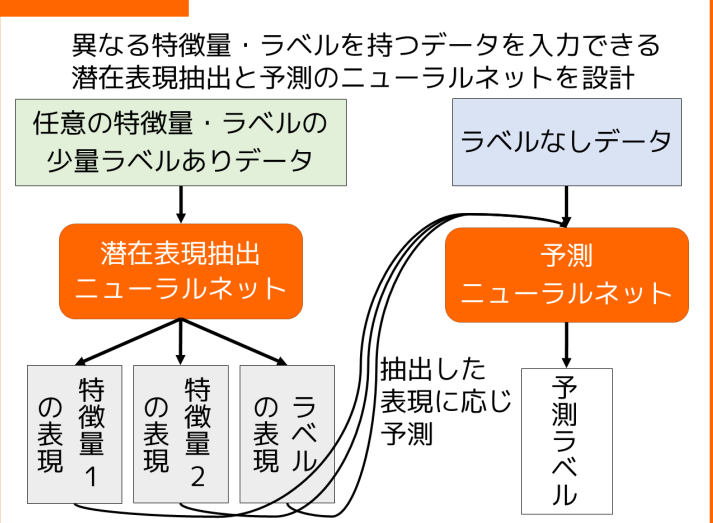 異なる特徴量・ラベルを持つデータを入力できる
潜在表現抽出と予測のニューラルネットを設計
任意の特徴量・ラベルの
少量ラベルありデータ
ラベルなしデータ
潜在表現抽出
ニューラルネット
予測
ニューラルネット
特徴量1
の表現
特徴量2
の表現
ラベル
の表現
抽出した
表現に応じ
予測
予測ラベル